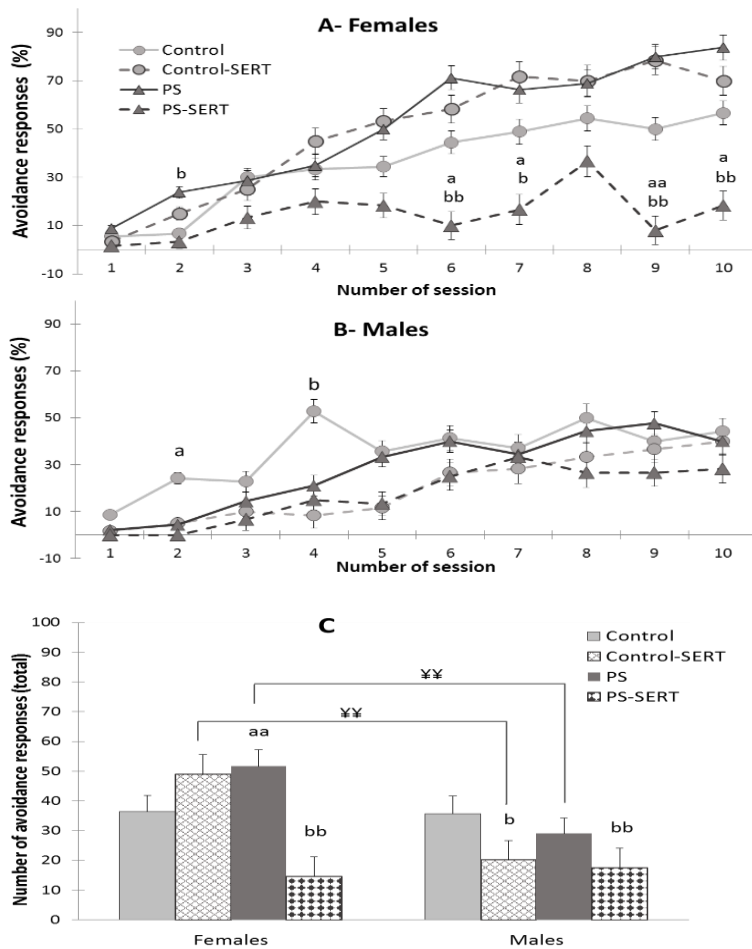 A- Females
Avoidance responses (%)
90
70
50
30
10
-10
Control
Control-SERT
PS
PS-SERT
b
a
bb
a
b
aa
bb
a
bb
1 2 3 4 5 6 7 8 9 10
Number of session
B- Males
Avoidance responses (%)
90
70
50
30
10
-10
a
b
1 2 3 4 5 6 7 8 9 10
Number of session
C
Number of avoidance responses (total)
100
90
80
70
60
50
40
30
20
10
0
Control
Control-SERT
PS
PS-SERT
¥¥
¥¥
aa
bb
b
bb
Females Males